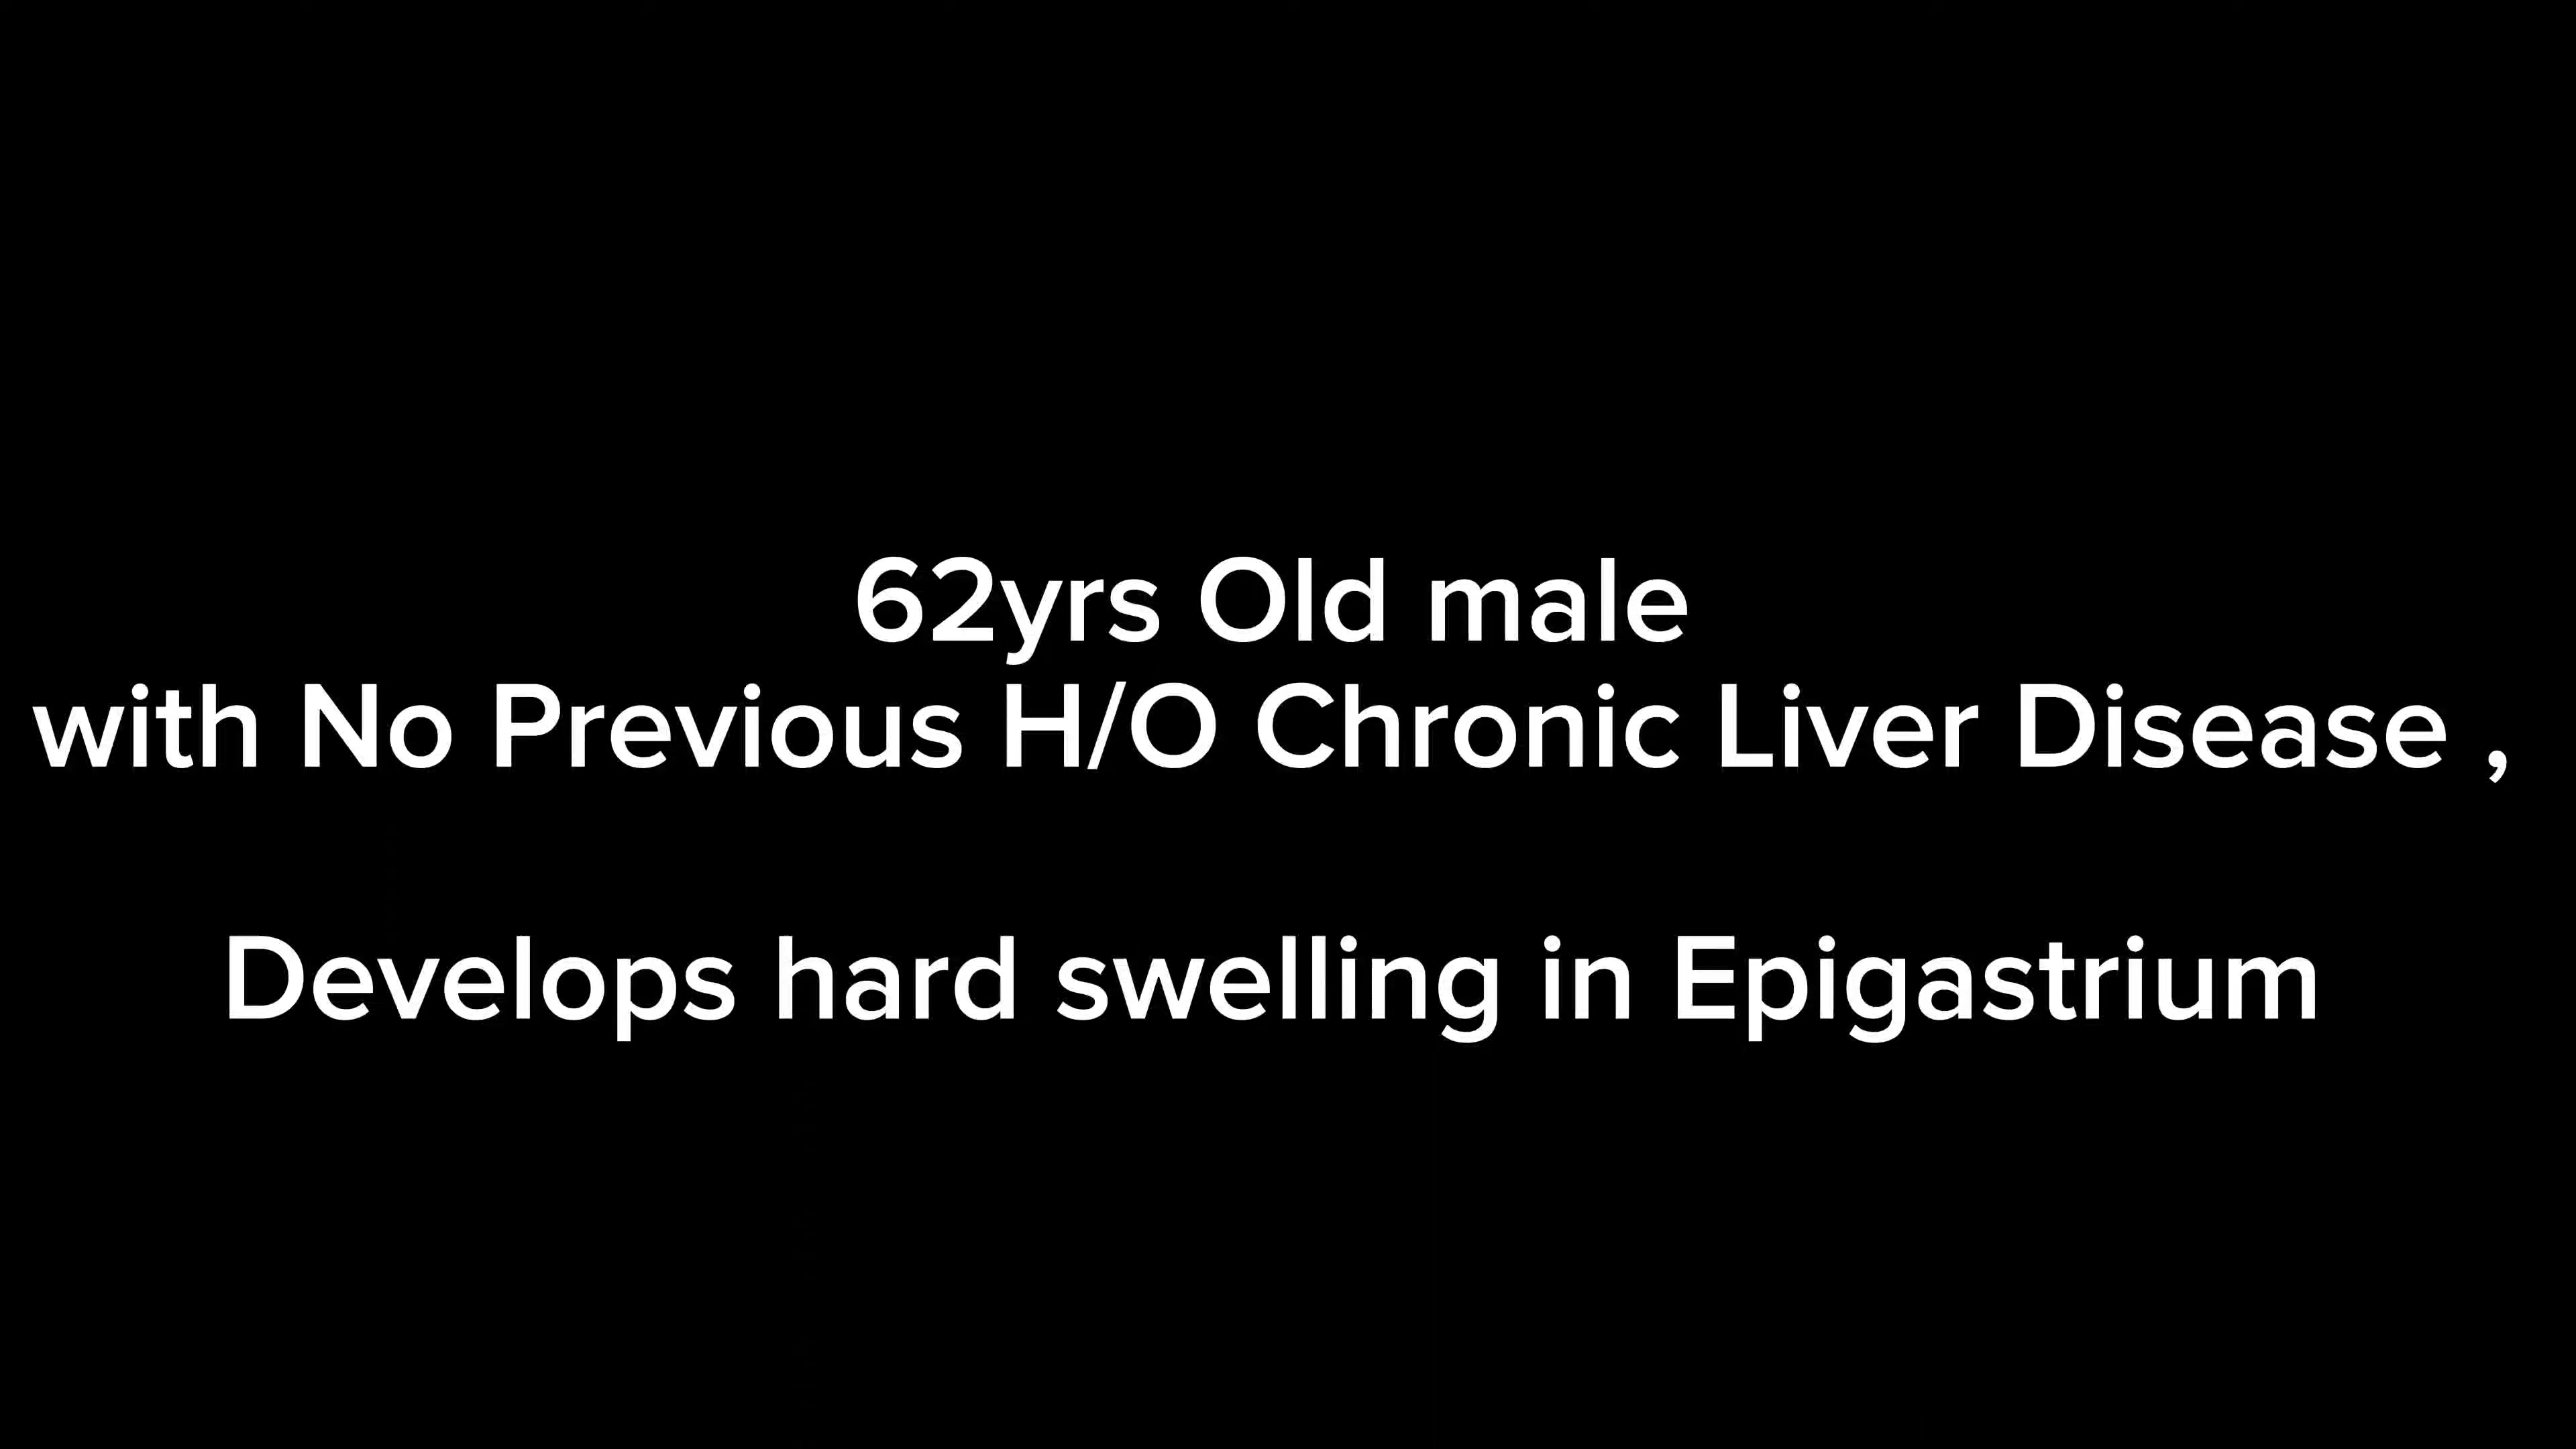 62yrs Old male
with No Previous H/O Chronic Liver Disease ,
Develops hard swelling in Epigastrium